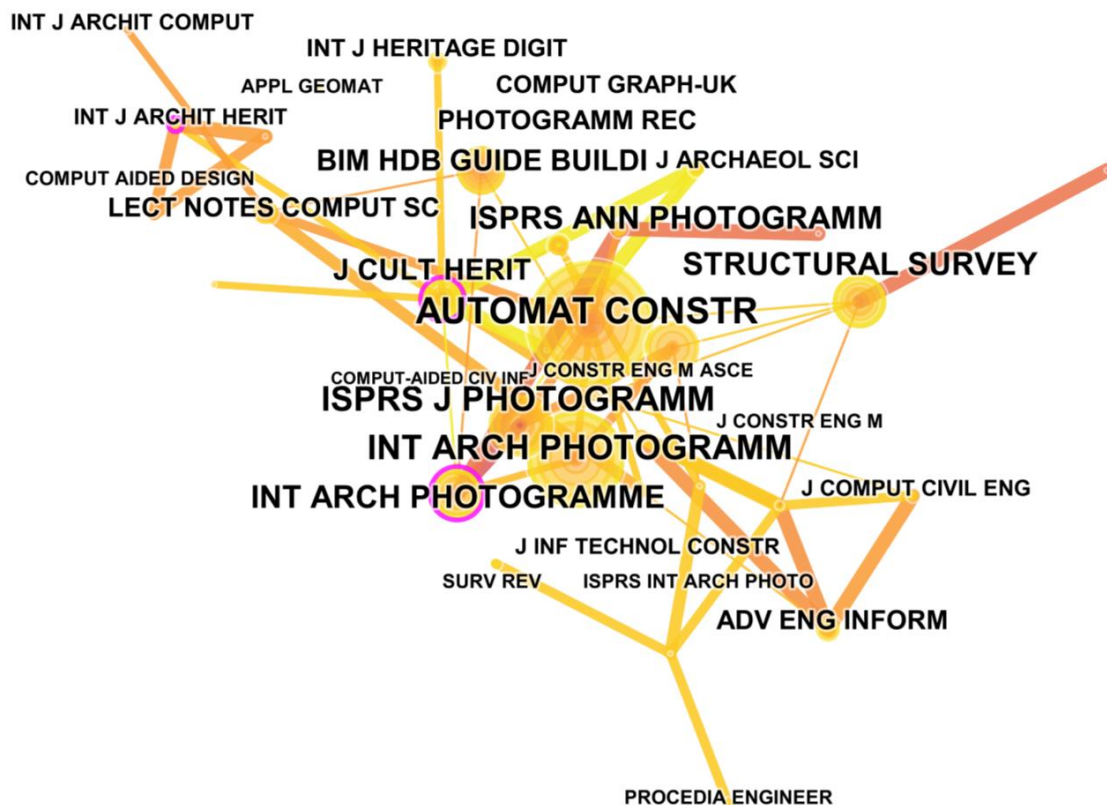 INT J ARCHIT COMPUT
INT J HERITAGE DIGIT
APPL GEOMAT
COMPUT GRAPH-UK
INT J ARCHIT HERIT
PHOTOGRAMM REC
BIM HDB GUIDE BUILDI
J ARCHAEOL SCI
COMPUT AIDED DESIGN
LECT NOTES COMPUT SC
ISPRS ANN PHOTOGRAMM
J CULT HERIT
STRUCTURAL SURVEY
AUTOMAT CONSTR
J CONSTR ENG M ASCE
COMPUT-AIDED CIV INF
ISPRS J PHOTOGRAMM
J CONSTR ENG M
INT ARCH PHOTOGRAMM
J COMPUT CIVIL ENG
INT ARCH PHOTOGRAMME
J INF TECHNOL CONSTR
SURV REV
ISPRS INT ARCH PHOTO
ADV ENG INFORM
PROCEDIA ENGINEER